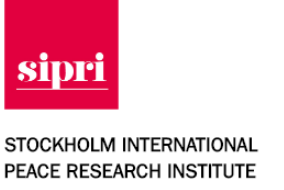 sipri
STOCKHOLM INTERNATIONAL
PEACE RESEARCH INSTITUTE